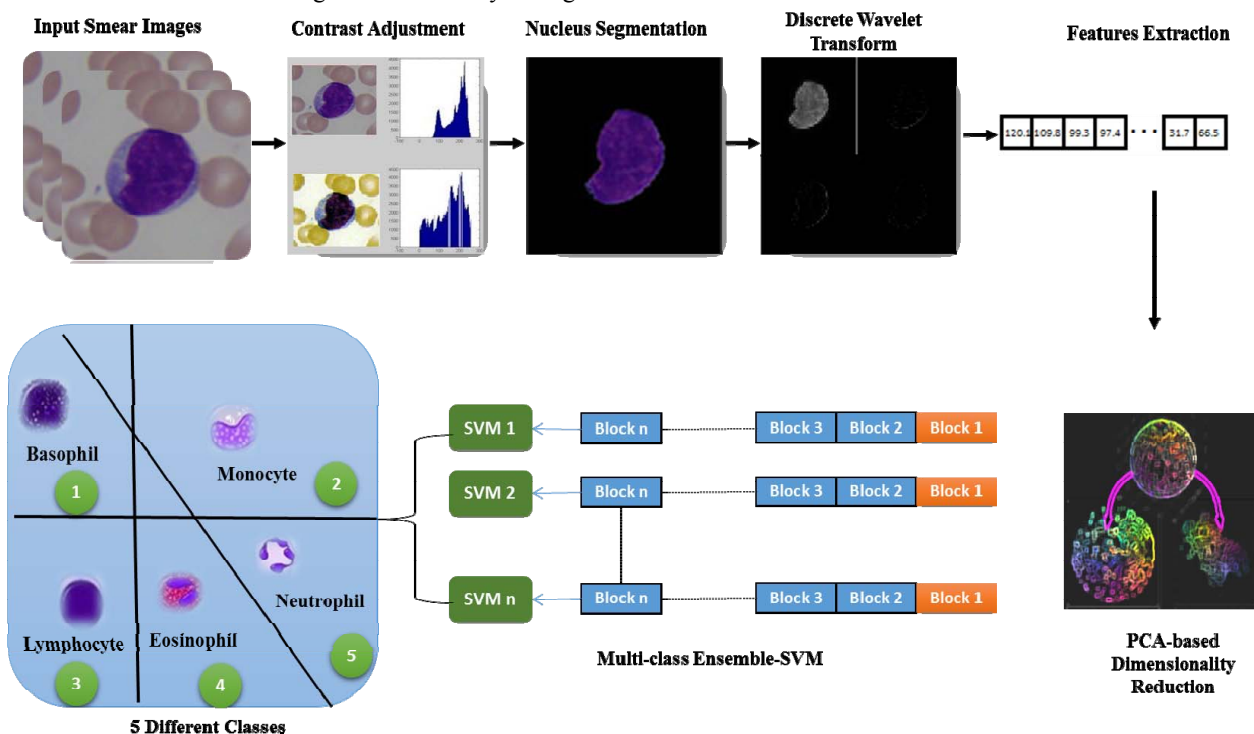 Input Smear Images
Contrast Adjustment
Nucleus Segmentation
Discrete Wavelet
Transform
Features Extraction
120.1 109.8 99.3 97.4 ··· 31.7 66.5
Basophil
1
Monocyte
2
Lymphocyte
3
Eosinophil
4
Neutrophil
5
5 Different Classes
SVM 1
Block n
Block 3
Block 2
Block 1
SVM 2
Block n
Block 3
Block 2
Block 1
SVM n
Block n
Block 3
Block 2
Block 1
Multi-class Ensemble-SVM
PCA-based
Dimensionality
Reduction